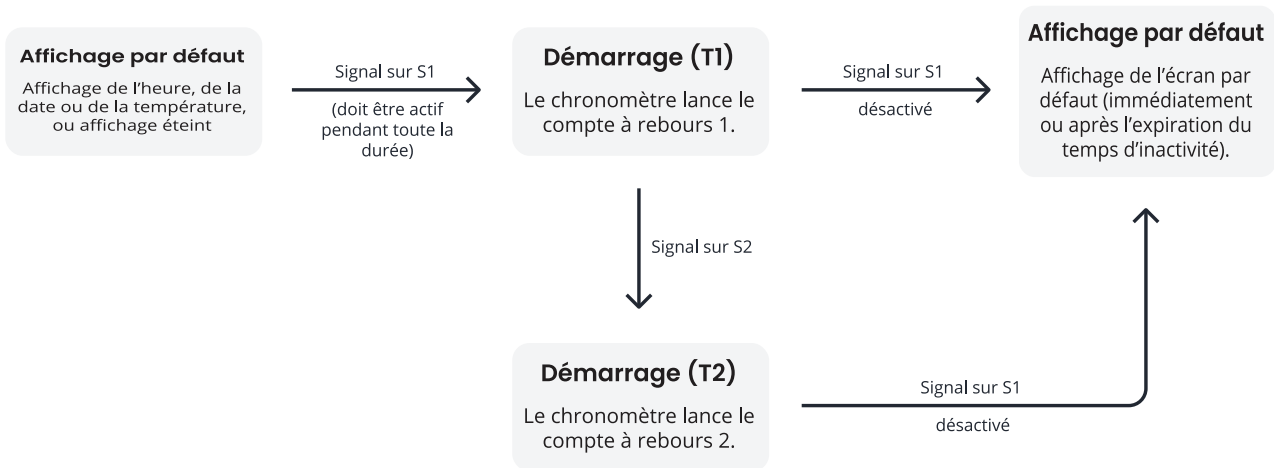 Affichage par défaut
Affichage de l’heure, de la
date ou de la température,
ou affichage éteint
Signal sur S1
(doit être actif
pendant toute la
durée)
Démarrage (T1)
Le chronomètre lance le
compte à rebours 1.
Signal sur S1
désactivé
Affichage par défaut
Affichage de l’écran par
défaut (immédiatement
ou après l’expiration du
temps d’inactivité).
Signal sur S2
Démarrage (T2)
Le chronomètre lance le
compte à rebours 2.
Signal sur S1
désactivé